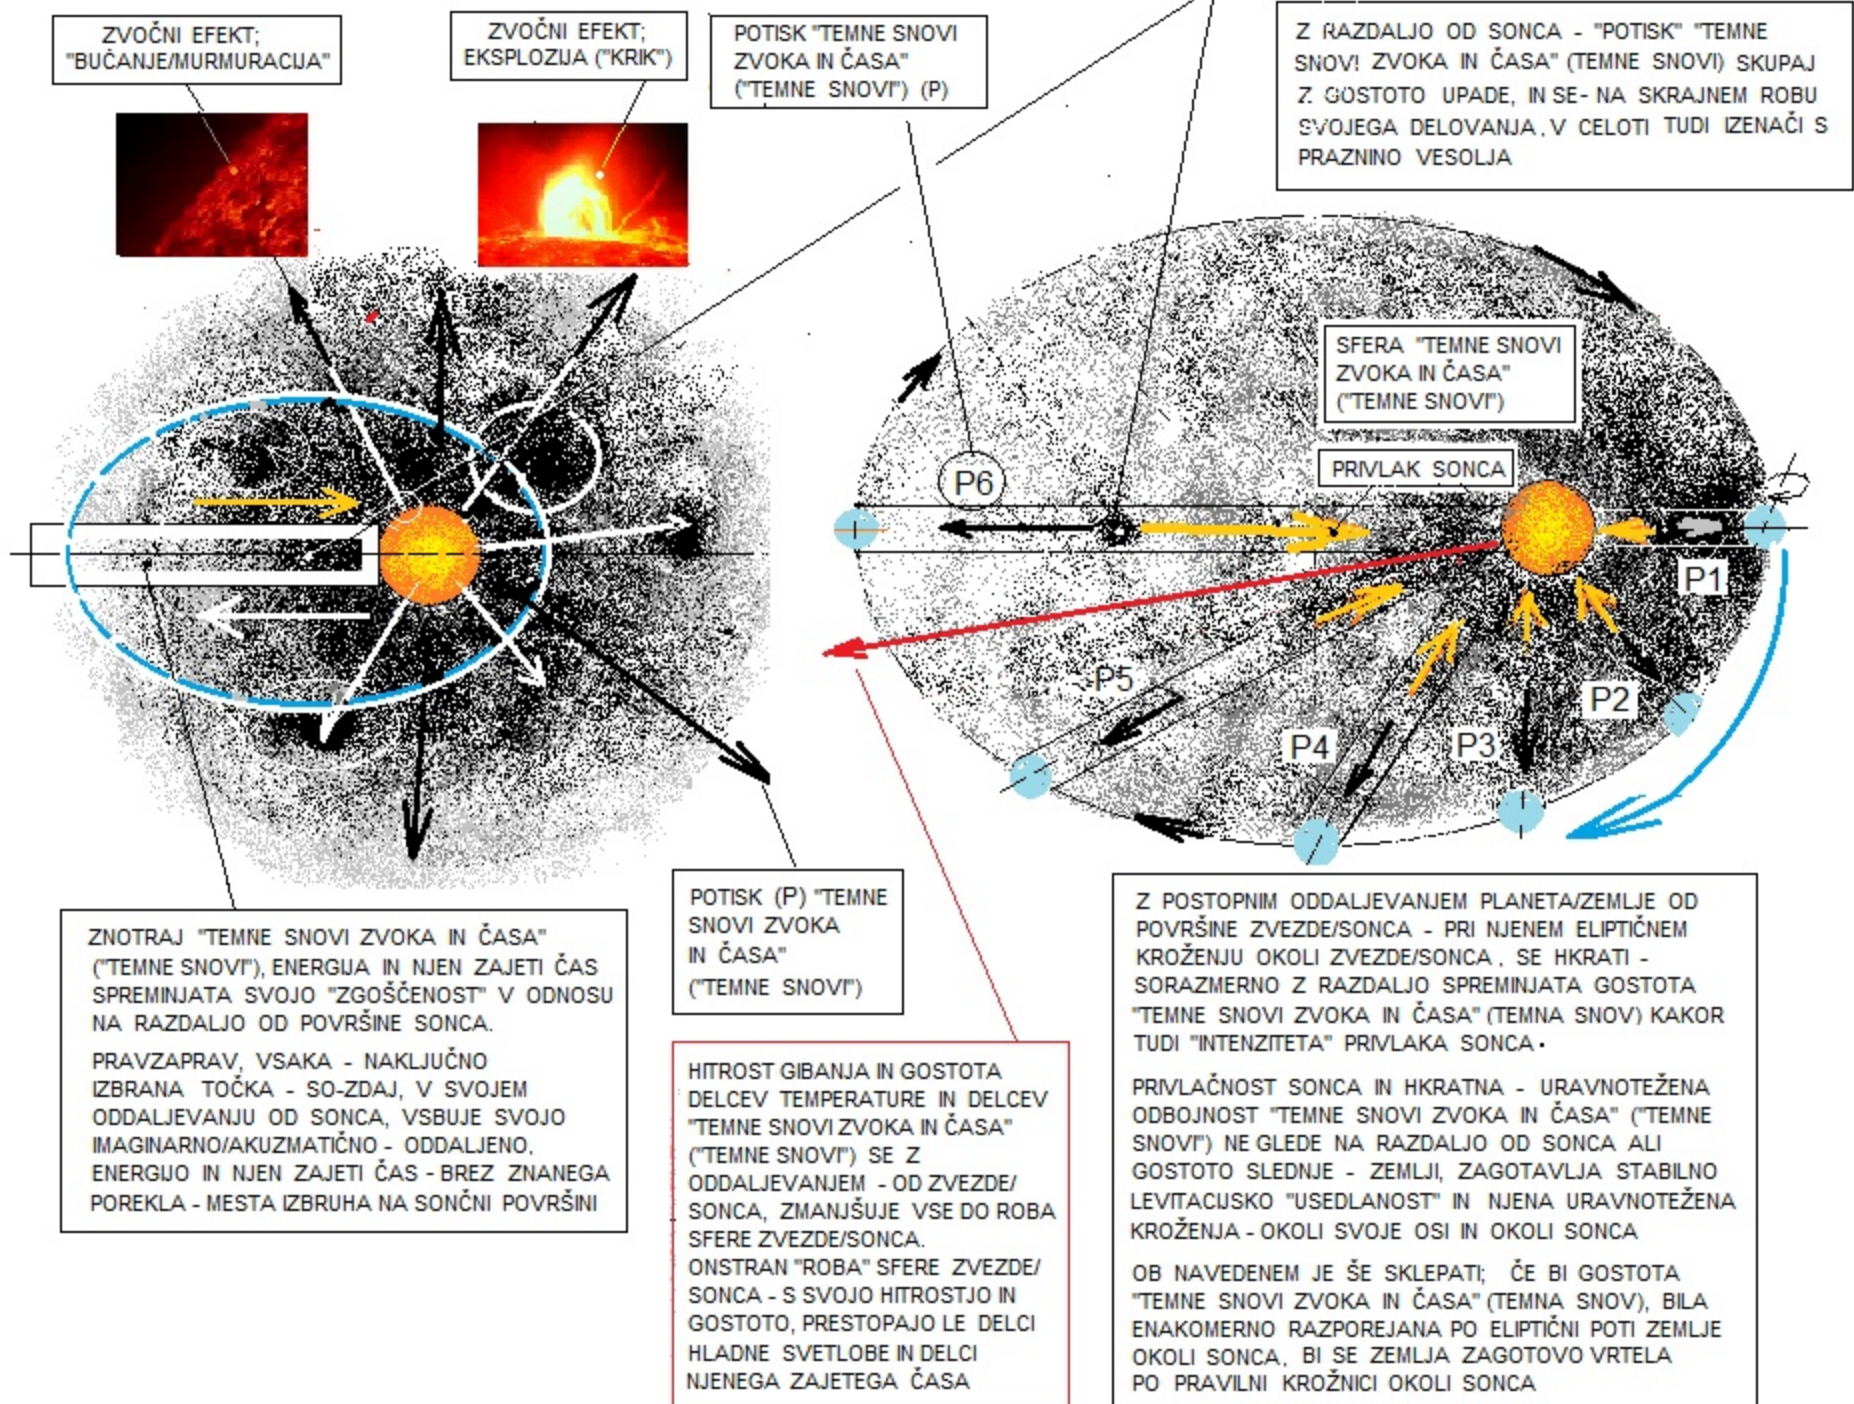 ZVOČNI EFEKT;
"BUČANJE/MURMURACIJA"
ZVOČNI EFEKT;
EKSPLOZIJA ("KRIK")
POTISK "TEMNE SNOVI
ZVOKA IN ČASA"
("TEMNE SNOVI") (P)
Z RAZDALJO OD SONCA - "POTISK" "TEMNE
SNOVI ZVOKA IN ČASA" (TEMNE SNOVI) SKUPAJ
Z GOSTOTO UPADE, IN SE- NA SKRAJNEM ROBU
SVOJEGA DELOVANJA, V CELOTI TUDI IZENAČI S
PRAZNINO VESOLJA
SFERA "TEMNE SNOVI
ZVOKA IN ČASA"
("TEMNE SNOVI")
PRIVLAK SONCA
P6
P1
P2
P3
P4
P5
ZNOTRAJ "TEMNE SNOVI ZVOKA IN ČASA"
("TEMNE SNOVI"), ENERGIJA IN NJEN ZAJETI ČAS
SPREMINJATA SVOJO "ZGOŠČENOST" V ODNOSU
NA RAZDALJO OD POVRŠINE SONCA.
PRAVZAPRAV, VSAKA - NAKLJUČNO
IZBRANA TOČKA - SO-ZDAJ, V SVOJEM
ODDALJEVANJU OD SONCA, VSBUJE SVOJO
IMAGINARNO/AKUZMATIČNO - ODDALJENO,
ENERGIJO IN NJEN ZAJETI ČAS - BREZ ZNANEGA
POREKLA - MESTA IZBRUHA NA SONČNI POVRŠINI
POTISK (P) "TEMNE
SNOVI ZVOKA
IN ČASA"
("TEMNE SNOVI")
HITROST GIBANJA IN GOSTOTA
DELCEV TEMPERATURE IN DELCEV
"TEMNE SNOVI ZVOKA IN ČASA"
("TEMNE SNOVI") SE Z
ODDALJEVANJEM - OD ZVEZDE/
SONCA, ZMANJŠUJE VSE DO ROBA
SFERE ZVEZDE/SONCA.
ONSTRAN "ROBA" SFERE ZVEZDE/
SONCA - S SVOJO HITROSTJO IN
GOSTOTO, PRESTOPAJO LE DELCI
HLADNE SVETLOBE IN DELCI
NJENEGA ZAJETEGA ČASA
Z POSTOPNIM ODDALJEVANJEM PLANETA/ZEMLJE OD
POVRŠINE ZVEZDE/SONCA - PRI NJENEM ELIPTIČNEM
KROŽENJU OKOLI ZVEZDE/SONCA, SE HKRATI -
SORAZMERNO Z RAZDALJO SPREMINJATA GOSTOTA
"TEMNE SNOVI ZVOKA IN ČASA" (TEMNA SNOV) KAKOR
TUDI "INTENZITETA" PRIVLAKA SONCA.
PRIVLAČNOST SONCA IN HKRATNA - URAVNOTEŽENA
ODBOJNOST "TEMNE SNOVI ZVOKA IN ČASA" ("TEMNE
SNOVI") NE GLEDE NA RAZDALJO OD SONCA ALI
GOSTOTO SLEDNJE - ZEMLJI, ZAGOTAVLJA STABILNO
LEVITACIJSKO "USEDLANOST" IN NJENA URAVNOTEŽENA
KROŽENJA - OKOLI SVOJE OSI IN OKOLI SONCA
OB NAVEDENEM JE ŠE SKLEPATI; ČE BI GOSTOTA
"TEMNE SNOVI ZVOKA IN ČASA" (TEMNA SNOV), BILA
ENAKOMERNO RAZPOREJANA PO ELIPTIČNI POTI ZEMLJE
OKOLI SONCA, BI SE ZEMLJA ZAGOTOVO VRTELA
PO PRAVILNI KROŽNICI OKOLI SONCA